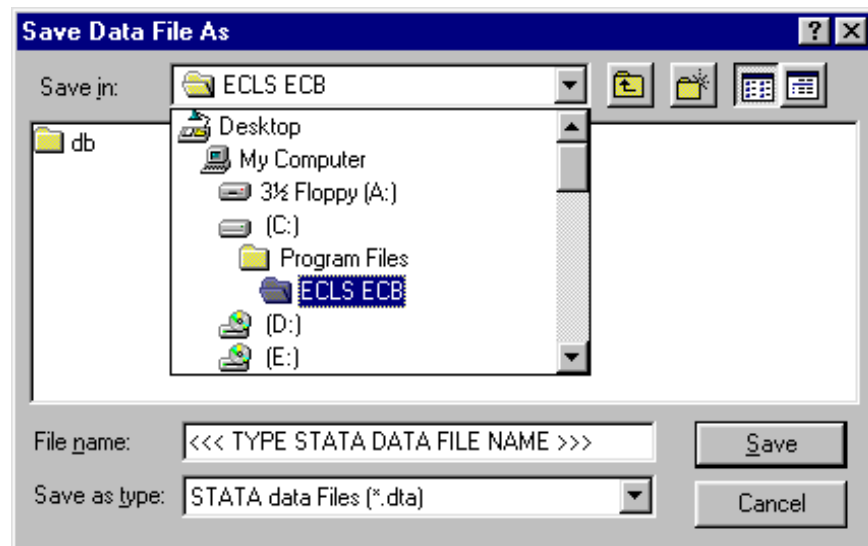 Save Data File As
Save in:
ECLS ECB
db
Desktop
My Computer
3½ Floppy (A:)
(C:)
Program Files
ECLS ECB
(D:)
(E:)
File name:
<<< TYPE STATA DATA FILE NAME >>>
Save
Save as type:
STATA data Files (*.dta)
Cancel